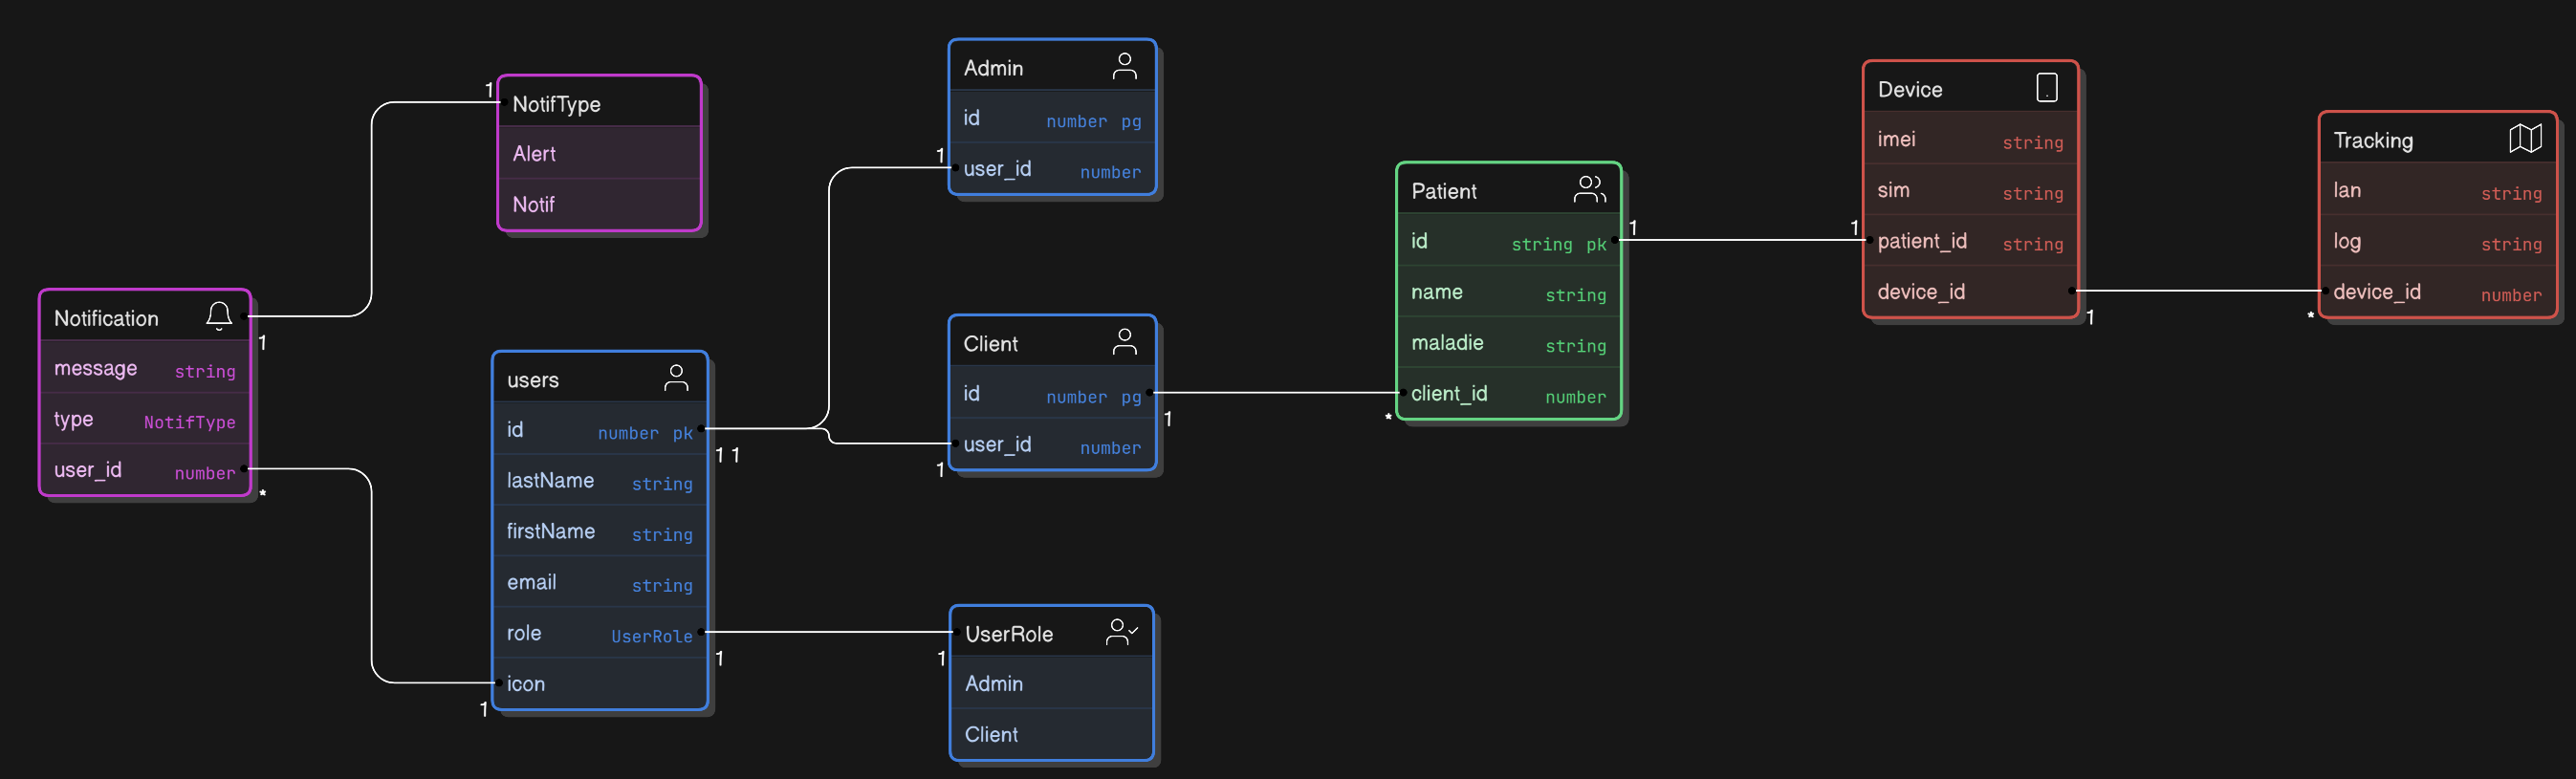 Notification
message string
type NotifType
user_id number
1
*
1
NotifType
Alert
Notif
users
id number pk
lastName string
firstName string
email string
role UserRole
icon
1
1 1
1
Admin
id number pg
user_id number
1
Client
id number pg
user_id number
1
1
UserRole
Admin
Client
1
Patient
id string pk
name string
maladie string
client_id number
*
1
Device
imei string
sim string
patient_id string
device_id
1
1
Tracking
lan string
log string
device_id number
*